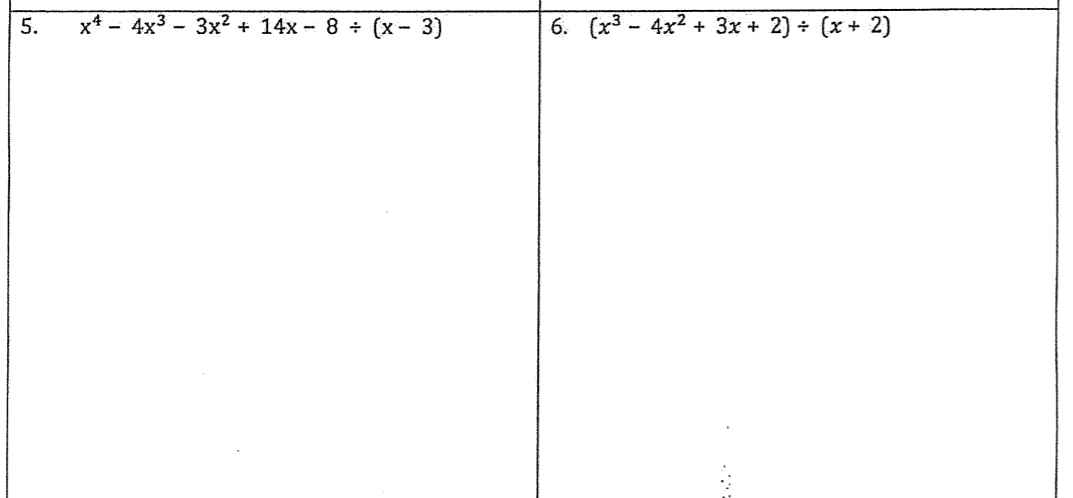 5. x⁴ – 4x³ – 3x² + 14x – 8 ÷ (x – 3)
6. (x³ – 4x² + 3x + 2) ÷ (x + 2)